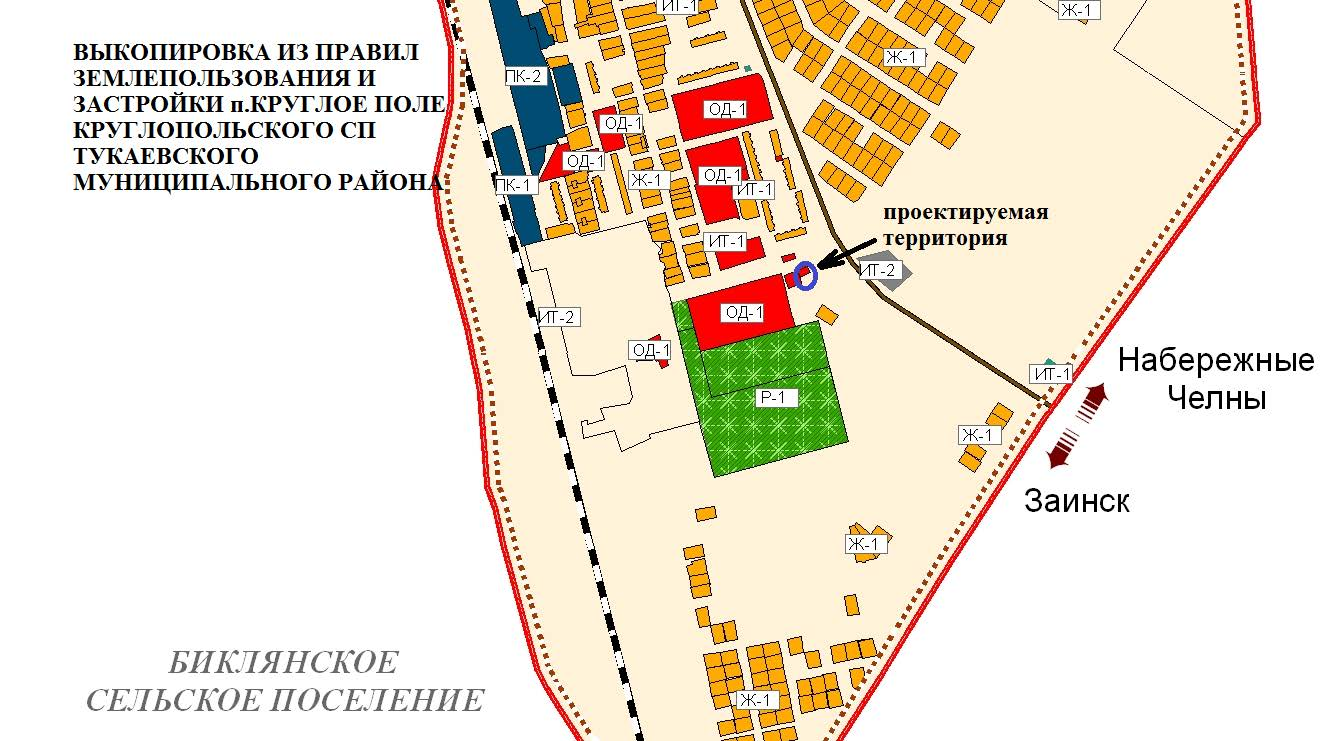 ВЫКОПИРОВКА ИЗ ПРАВИЛ
ЗЕМЛЕПОЛЬЗОВАНИЯ И
ЗАСТРОЙКИ п.КРУГЛОЕ ПОЛЕ
КРУГЛОПОЛЬСКОГО СП
ТУКАЕВСКОГО
МУНИЦИПАЛЬНОГО РАЙОНА
ИТ-1
Ж-1
Ж-1
ПК-2
ОД-1
ОД-1
ОД-1
ПК-1
Ж-1
ОД-1
ИТ-1
проектируемая
территория
ИТ-1
ИТ-2
ОД-1
ИТ-2
ОД-1
ИТ-1
Набережные
Челны
Р-1
Ж-1
Заинск
Ж-1
БИКЛЯНСКОЕ
СЕЛЬСКОЕ ПОСЕЛЕНИЕ
Ж-1